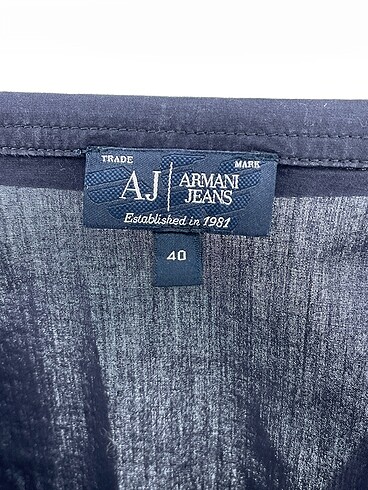 TRADE MARK
AJ ARMANI
JEANS
Established in 1981
40